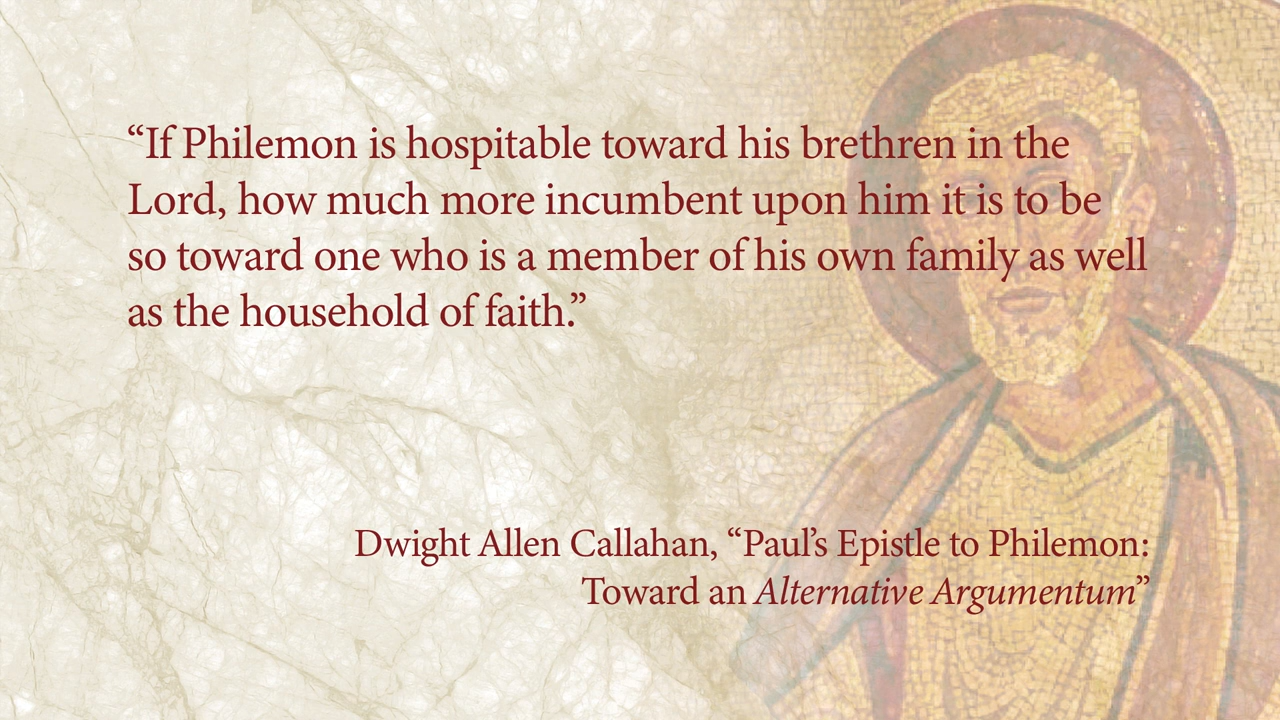 “If Philemon is hospitable toward his brethren in the
Lord, how much more incumbent upon him it is to be
so toward one who is a member of his own family as well
as the household of faith.”
Dwight Allen Callahan, “Paul’s Epistle to Philemon:
Toward an Alternative Argumentum”